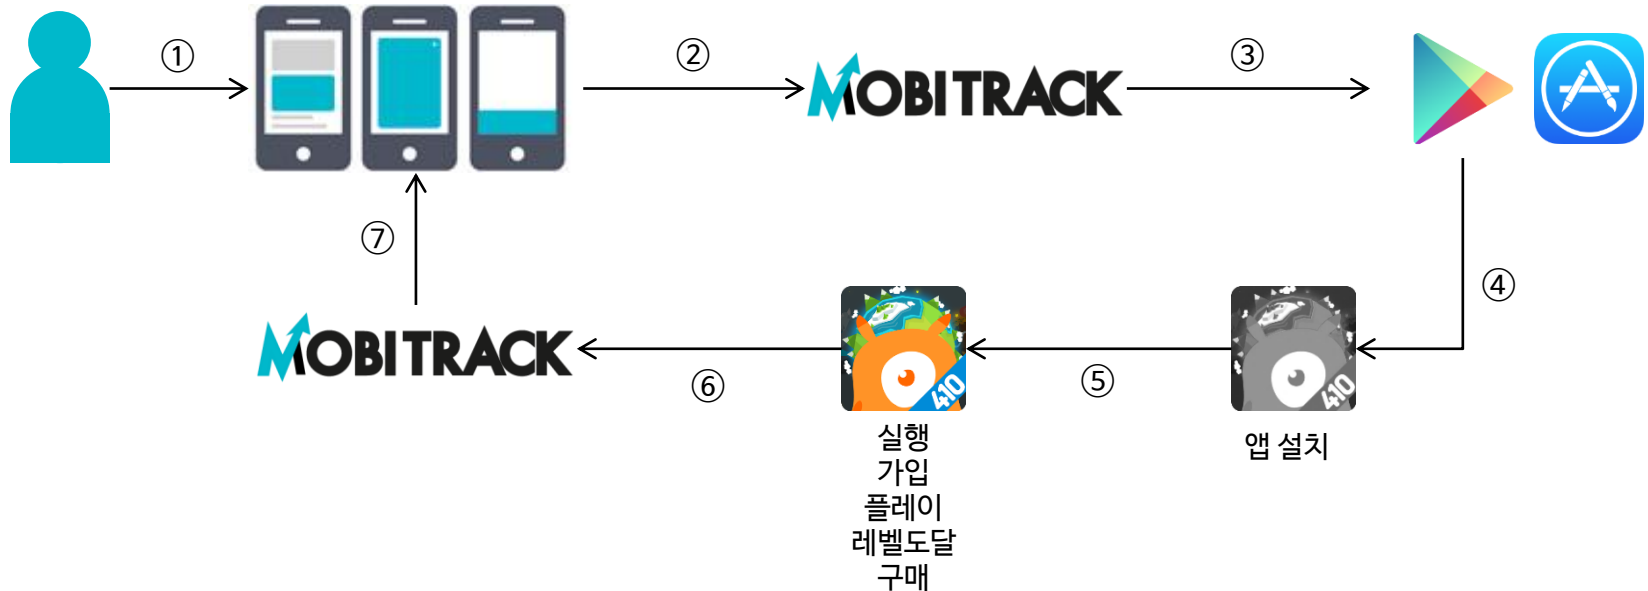 ①
②
MOBITRACK
③
④
⑦
MOBITRACK
⑥
410
⑤
410
실행
가입
플레이
레벨도달
구매
앱 설치